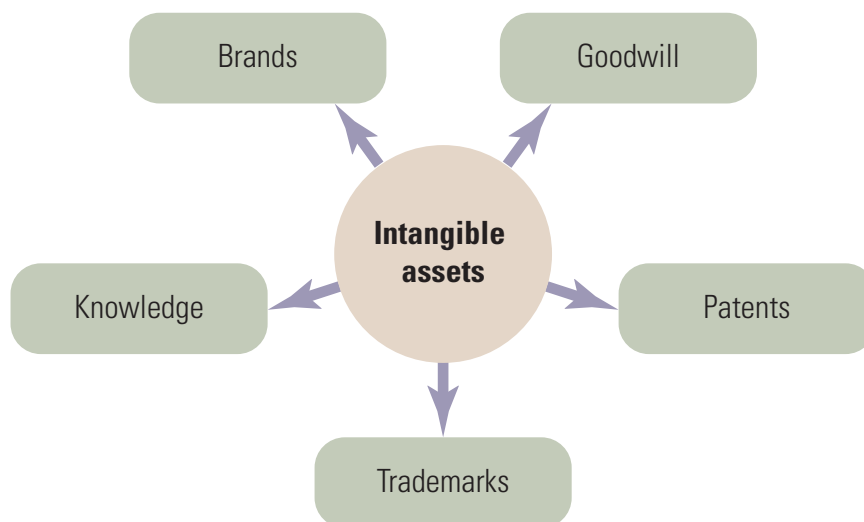 Brands
Goodwill
Intangible
assets
Knowledge
Patents
Trademarks